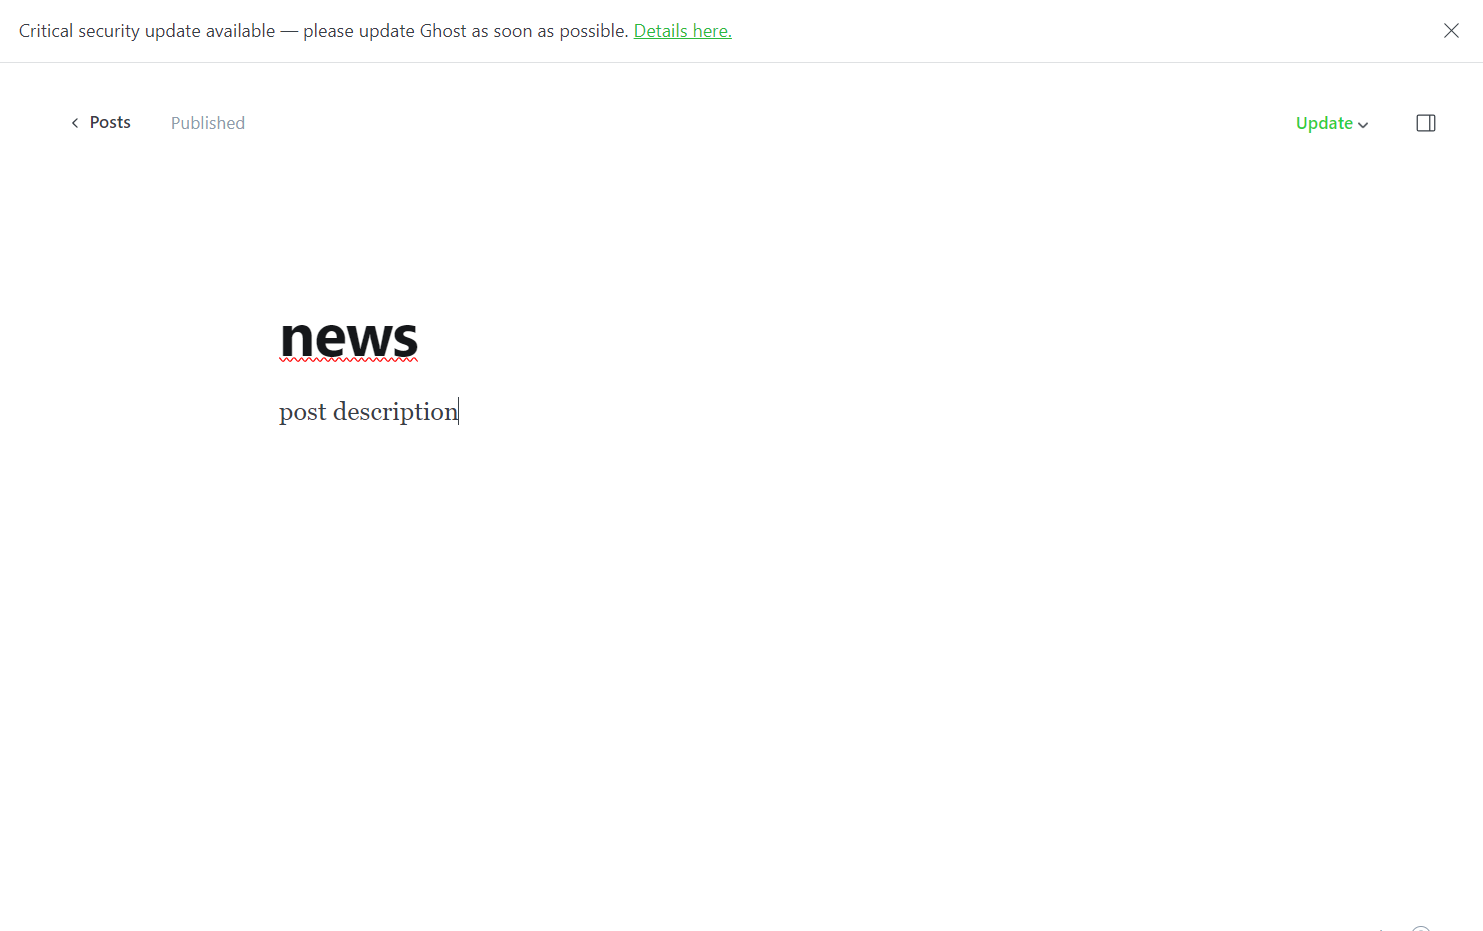 Critical security update available — please update Ghost as soon as possible. Details here.
Posts Published Update
news
post description